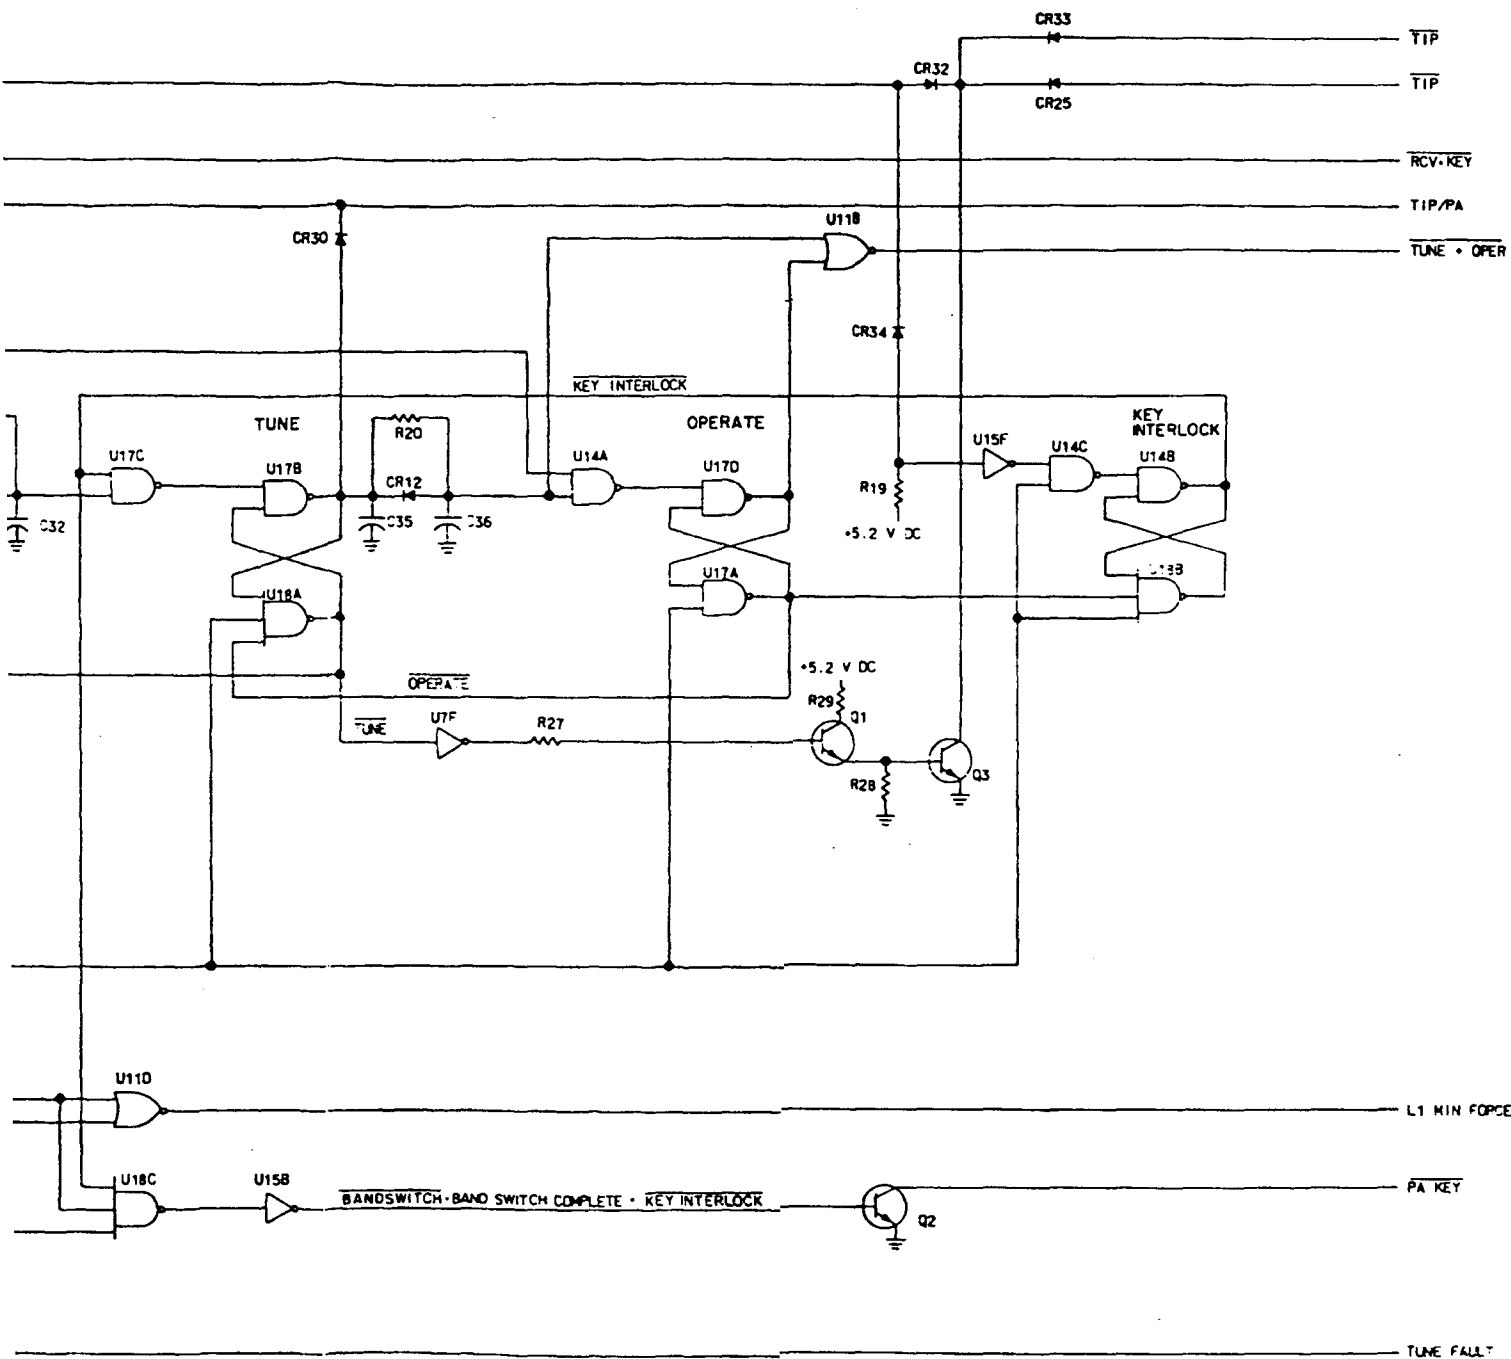 CR33
TIP
CR32
TIP
CR25
RCV·KEY
TIP/PA
U11B
CR30
TUNE + OPER
CR34
KEY INTERLOCK
TUNE
OPERATE
KEY
INTERLOCK
R20
U15F
U14C
U14B
U17C
U17B
U14A
U17D
CR12
R19
C32
C35
C36
+5.2 V DC
U18A
U17A
U18B
+5.2 V DC
OPERATE
R29
Q1
TUNE
U7F
R27
R28
Q3
U11D
L1 MIN FORCE
U18C
U15B
BANDSWITCH·BAND SWITCH COMPLETE · KEY INTERLOCK
PA KEY
Q2
TUNE FAULT